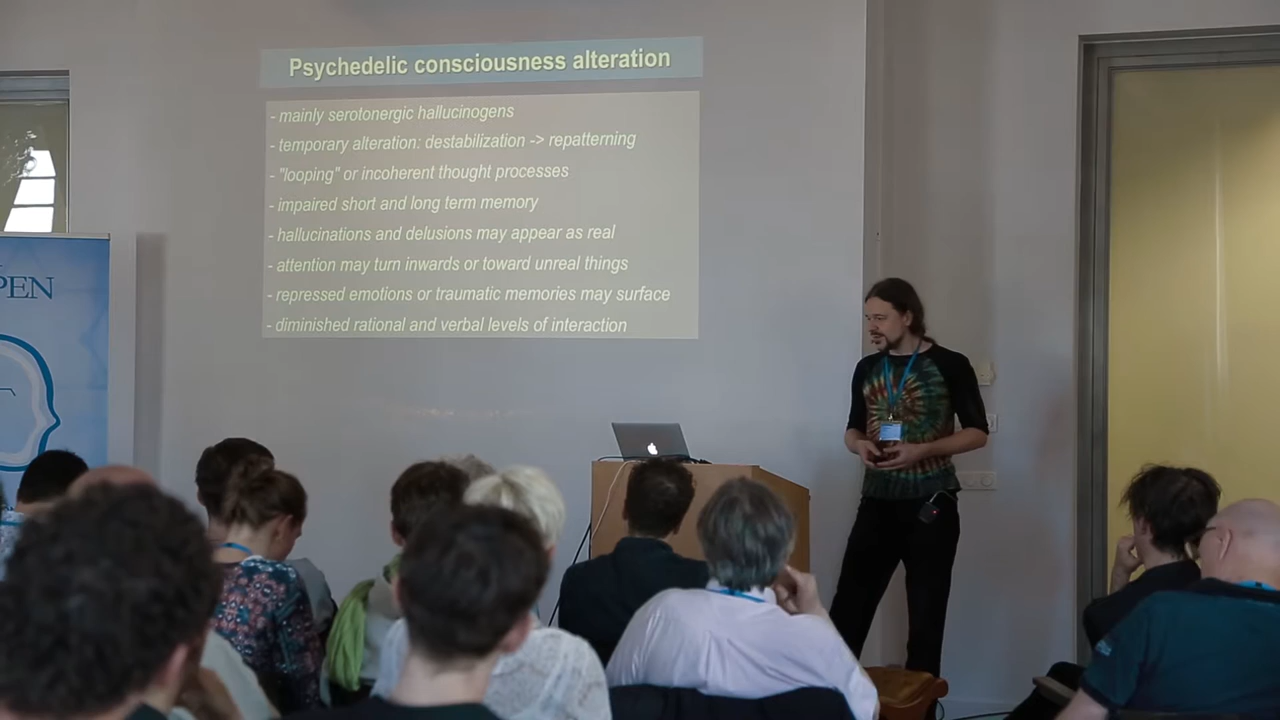 Psychedelic consciousness alteration
- mainly serotonergic hallucinogens
- temporary alteration: destabilization -> repatterning
- "looping" or incoherent thought processes
- impaired short and long term memory
- hallucinations and delusions may appear as real
- attention may turn inwards or toward unreal things
- repressed emotions or traumatic memories may surface
- diminished rational and verbal levels of interaction
PEN